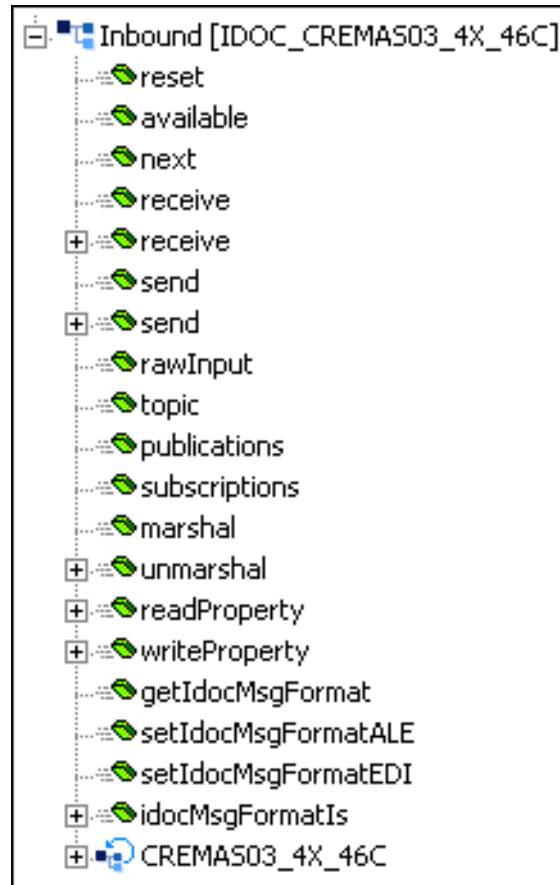 Inbound [IDOC_CREMAS03_4X_46C]
reset
available
next
receive
receive
send
send
rawInput
topic
publications
subscriptions
marshal
unmarshal
readProperty
writeProperty
getIdocMsgFormat
setIdocMsgFormatALE
setIdocMsgFormatEDI
idocMsgFormatIs
CREMAS03_4X_46C